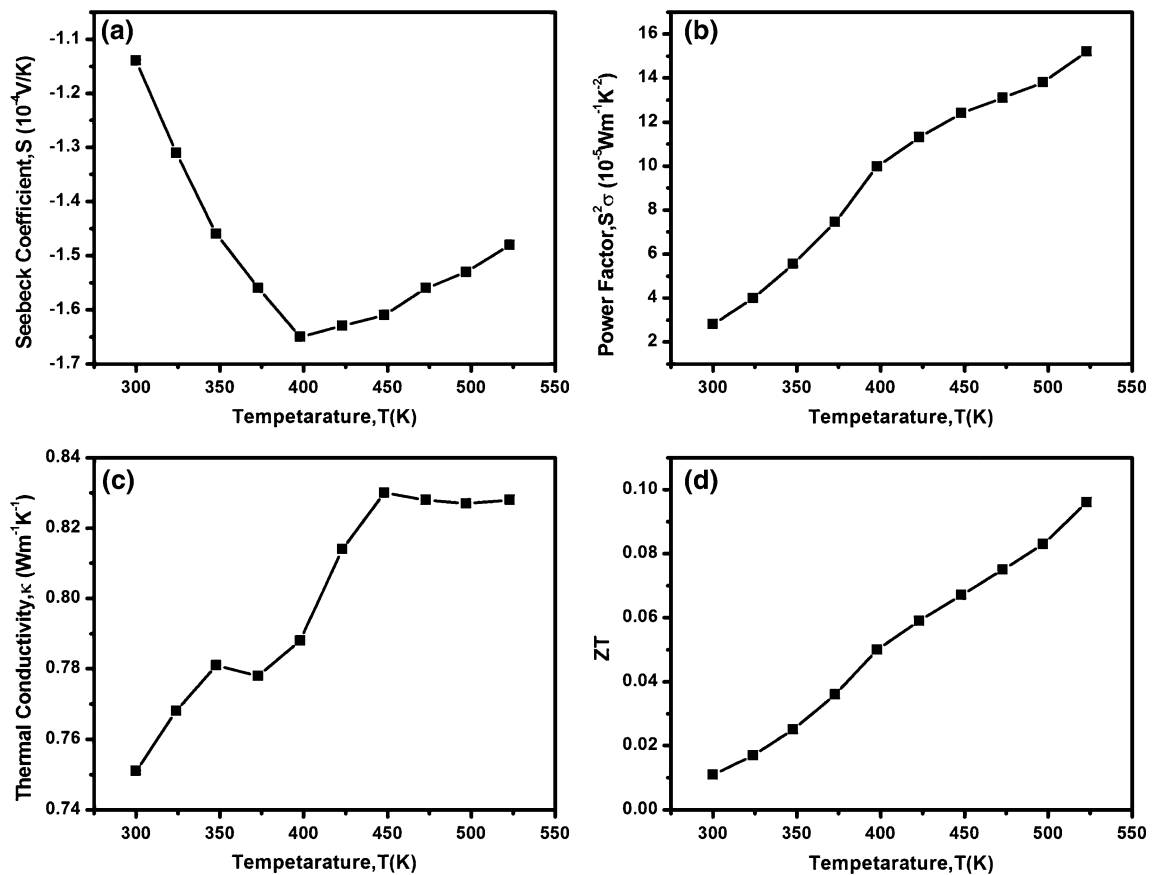 (a)
Seebeck Coefficient,S (10⁻⁴V/K)
-1.1
-1.2
-1.3
-1.4
-1.5
-1.6
-1.7
300 350 400 450 500 550
Tempetarature,T(K)
(b)
Power Factor,S²σ (10⁻⁵Wm⁻¹K⁻²)
16
14
12
10
8
6
4
2
300 350 400 450 500 550
Tempetarature,T(K)
(c)
Thermal Conductivity,κ (Wm⁻¹K⁻¹)
0.84
0.82
0.80
0.78
0.76
0.74
300 350 400 450 500 550
Tempetarature,T(K)
(d)
ZT
0.10
0.08
0.06
0.04
0.02
0.00
300 350 400 450 500 550
Tempetarature,T(K)